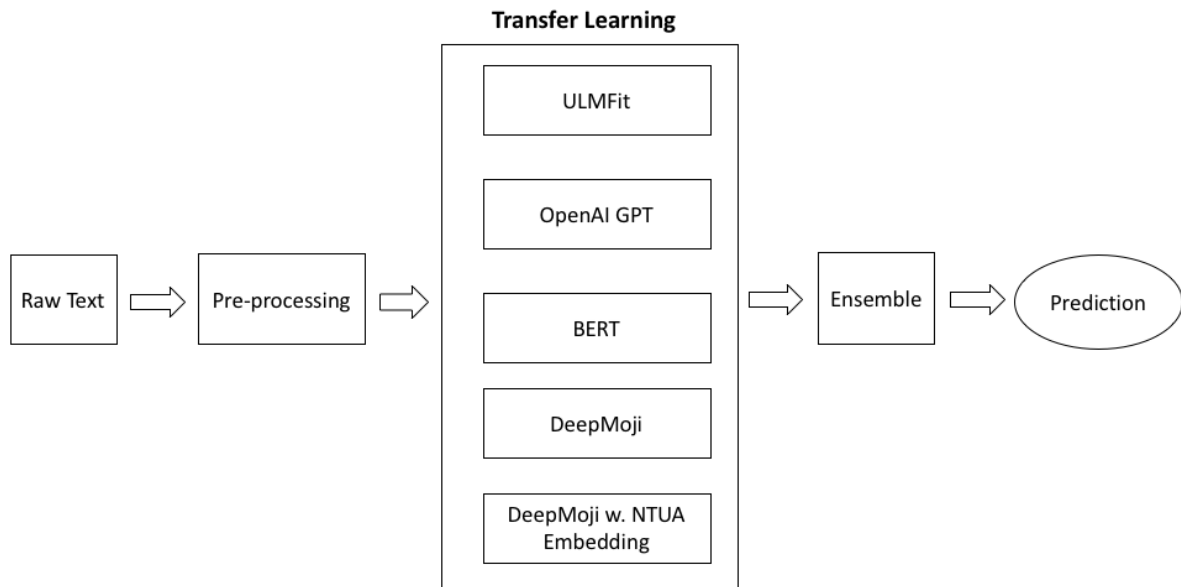 Transfer Learning
ULMFit
OpenAI GPT
Raw Text
Pre-processing
BERT
Ensemble
Prediction
DeepMoji
DeepMoji w. NTUA
Embedding